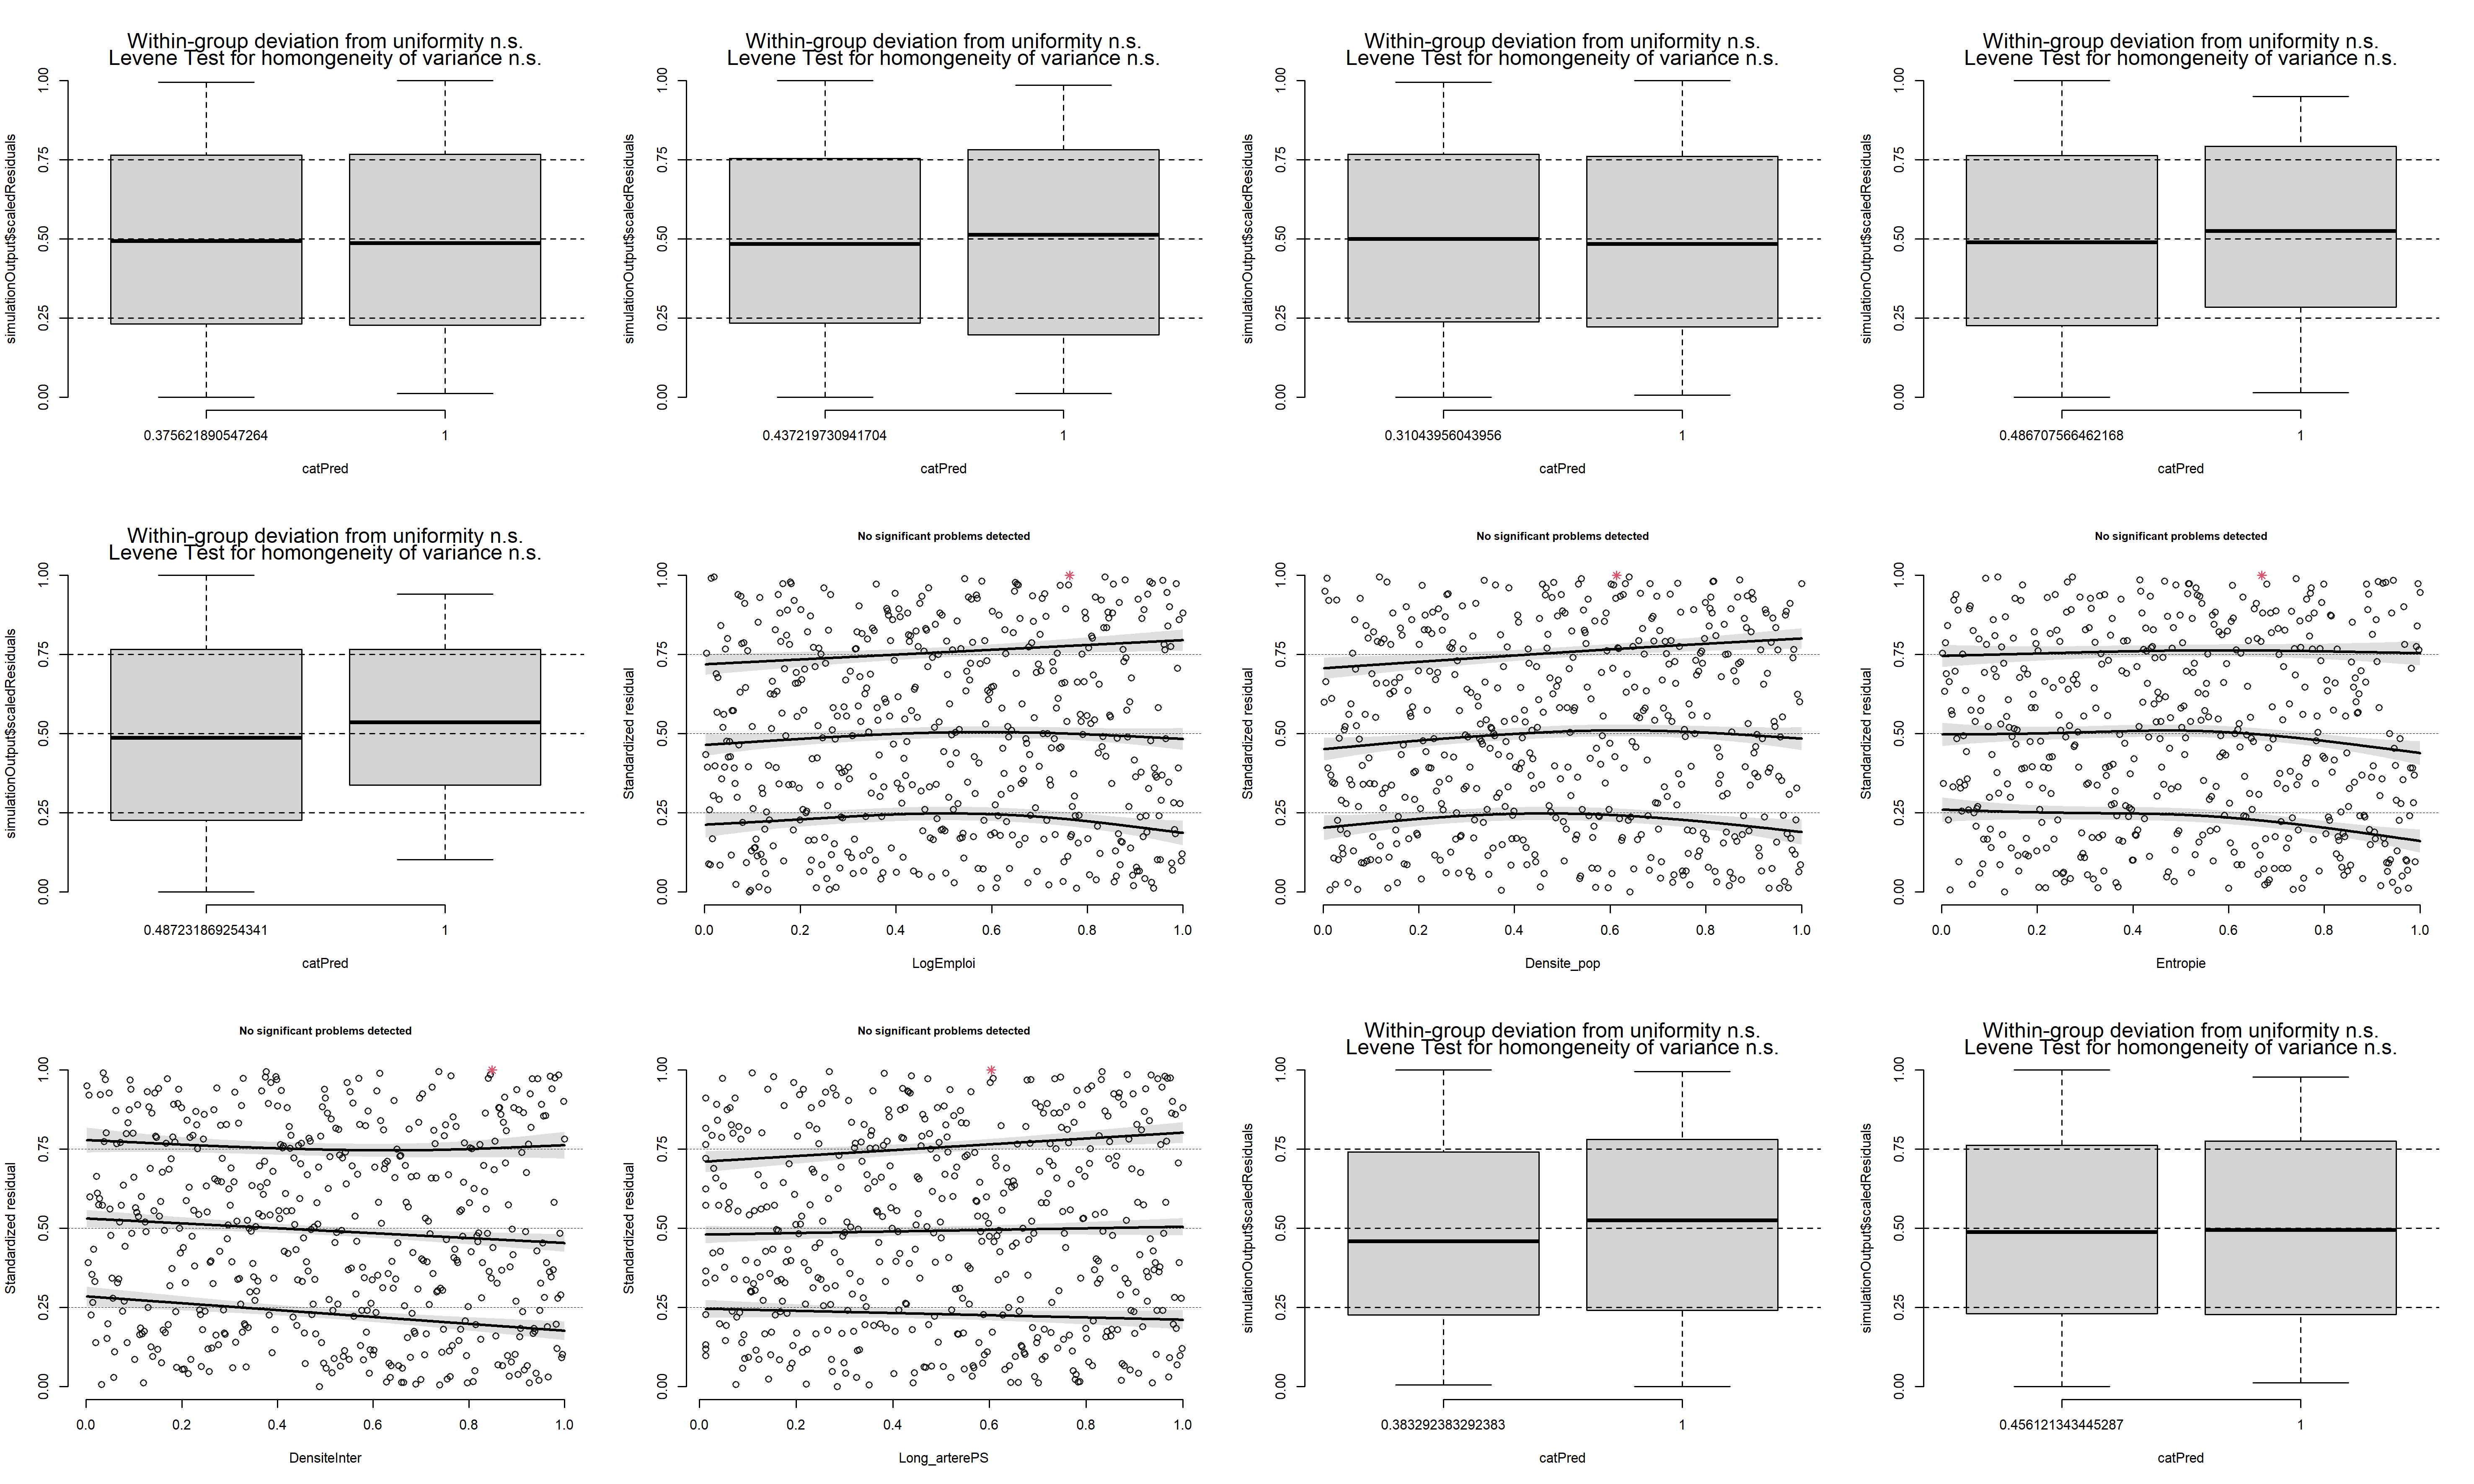 Within-group deviation from uniformity n.s.
Levene Test for homongeneity of variance n.s.
simulationOutput$scaledResiduals
1.00
0.75
0.50
0.25
0.00
0.375621890547264
1
catPred
Within-group deviation from uniformity n.s.
Levene Test for homongeneity of variance n.s.
simulationOutput$scaledResiduals
1.00
0.75
0.50
0.25
0.00
0.437219730941704
1
catPred
Within-group deviation from uniformity n.s.
Levene Test for homongeneity of variance n.s.
simulationOutput$scaledResiduals
1.00
0.75
0.50
0.25
0.00
0.31043956043956
1
catPred
Within-group deviation from uniformity n.s.
Levene Test for homongeneity of variance n.s.
simulationOutput$scaledResiduals
1.00
0.75
0.50
0.25
0.00
0.486707566462168
1
catPred
Within-group deviation from uniformity n.s.
Levene Test for homongeneity of variance n.s.
simulationOutput$scaledResiduals
1.00
0.75
0.50
0.25
0.00
0.487231869254341
1
catPred
No significant problems detected
Standardized residual
1.00
0.75
0.50
0.25
0.00
0.0 0.2 0.4 0.6 0.8 1.0
LogEmploi
No significant problems detected
Standardized residual
1.00
0.75
0.50
0.25
0.00
0.0 0.2 0.4 0.6 0.8 1.0
Densite_pop
No significant problems detected
Standardized residual
1.00
0.75
0.50
0.25
0.00
0.0 0.2 0.4 0.6 0.8 1.0
Entropie
No significant problems detected
Standardized residual
1.00
0.75
0.50
0.25
0.00
0.0 0.2 0.4 0.6 0.8 1.0
DensiteInter
No significant problems detected
Standardized residual
1.00
0.75
0.50
0.25
0.00
0.0 0.2 0.4 0.6 0.8 1.0
Long_arterePS
Within-group deviation from uniformity n.s.
Levene Test for homongeneity of variance n.s.
simulationOutput$scaledResiduals
1.00
0.75
0.50
0.25
0.00
0.383292383292383
1
catPred
Within-group deviation from uniformity n.s.
Levene Test for homongeneity of variance n.s.
simulationOutput$scaledResiduals
1.00
0.75
0.50
0.25
0.00
0.456121343445287
1
catPred